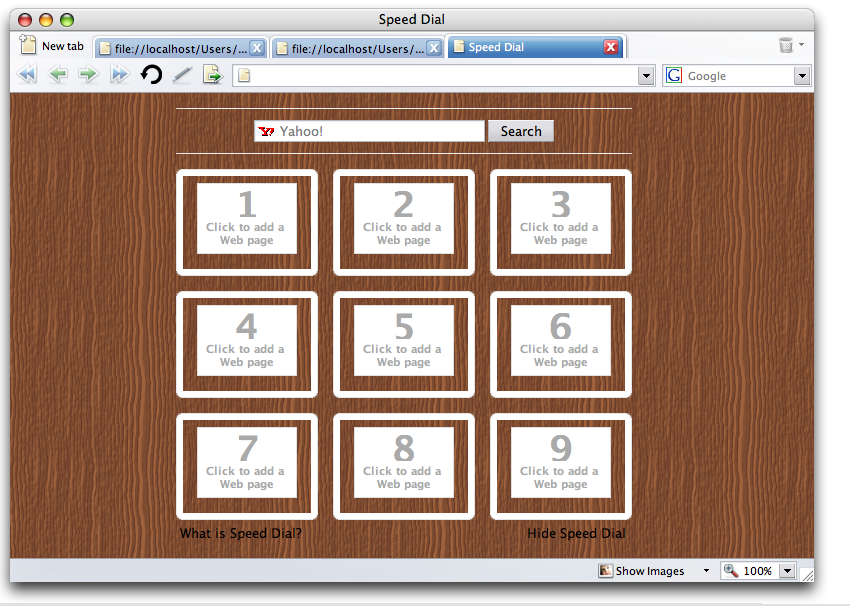 Speed Dial
New tab
file://localhost/Users/...
file://localhost/Users/...
Speed Dial
G Google
Y! Yahoo!
Search
1
Click to add a
Web page
2
Click to add a
Web page
3
Click to add a
Web page
4
Click to add a
Web page
5
Click to add a
Web page
6
Click to add a
Web page
7
Click to add a
Web page
8
Click to add a
Web page
9
Click to add a
Web page
What is Speed Dial?
Hide Speed Dial
Show Images
100%